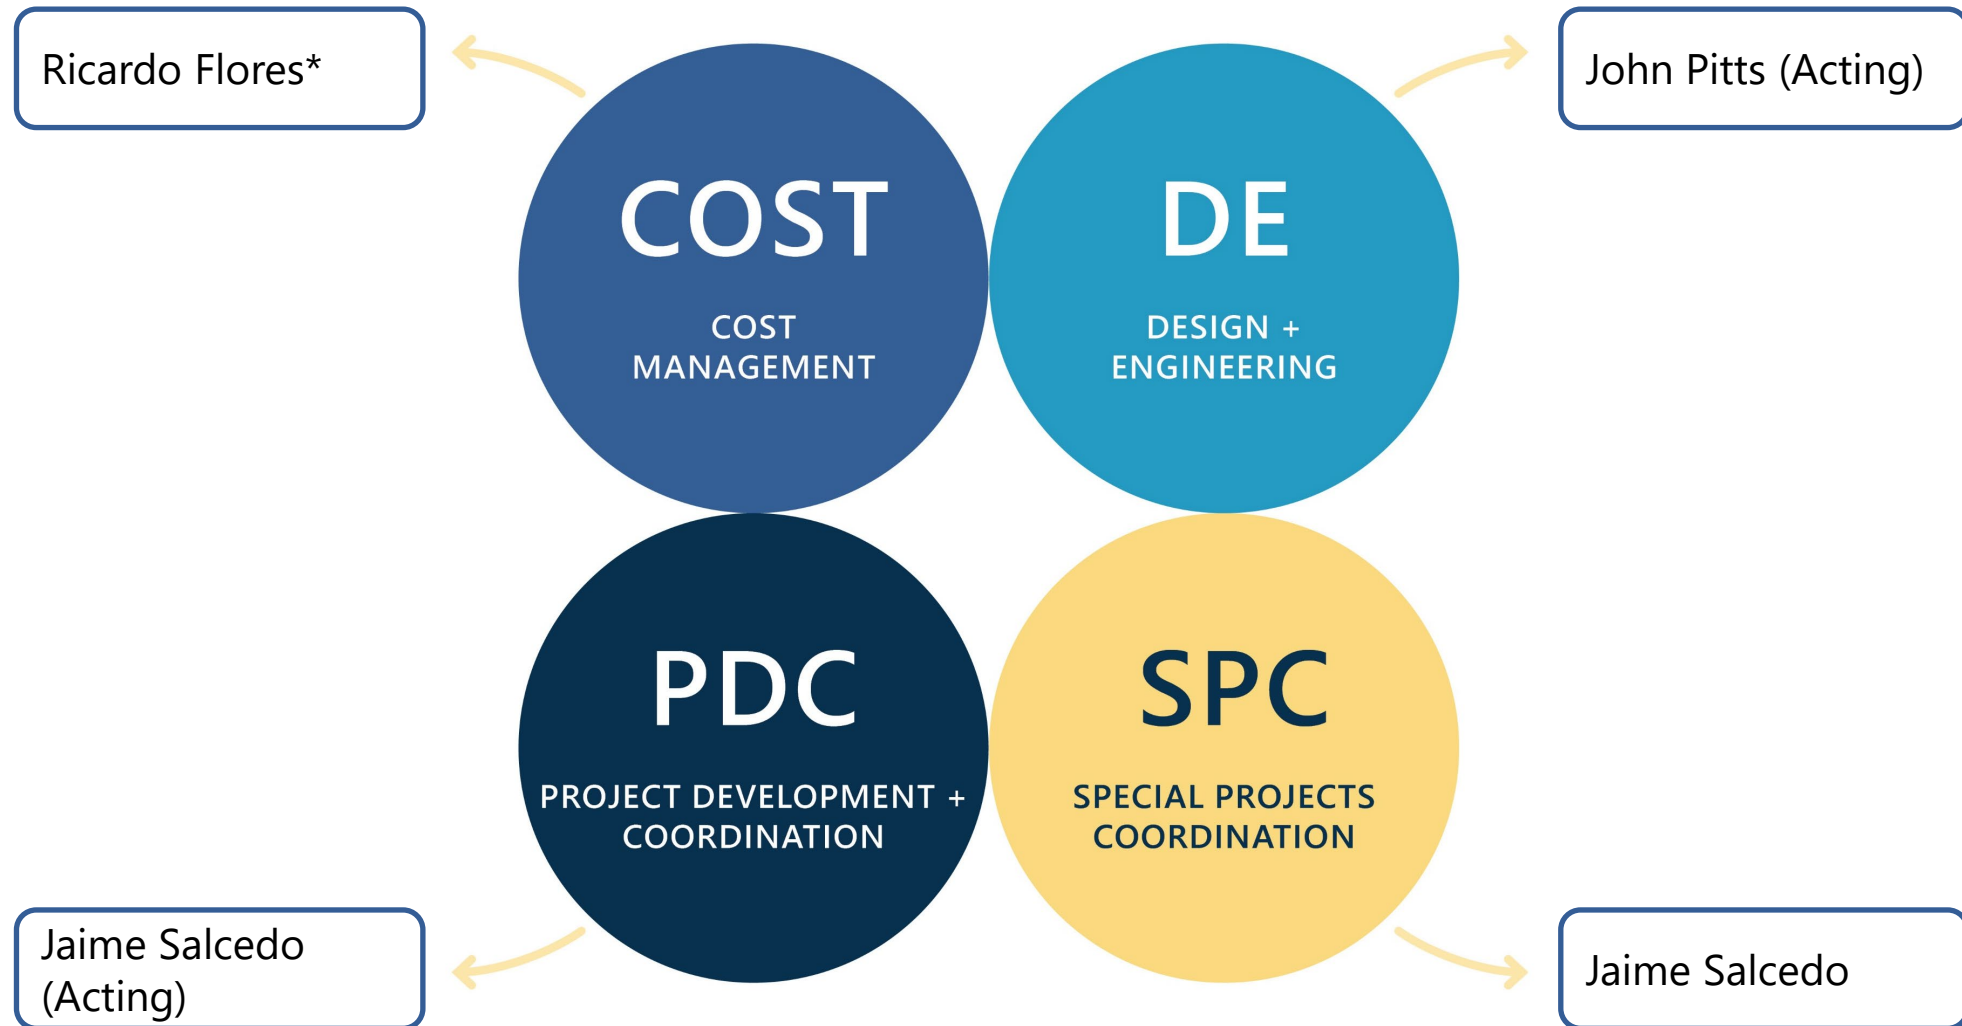 Ricardo Flores*
John Pitts (Acting)
COST
COST
MANAGEMENT
DE
DESIGN +
ENGINEERING
PDC
PROJECT DEVELOPMENT +
COORDINATION
SPC
SPECIAL PROJECTS
COORDINATION
Jaime Salcedo
(Acting)
Jaime Salcedo